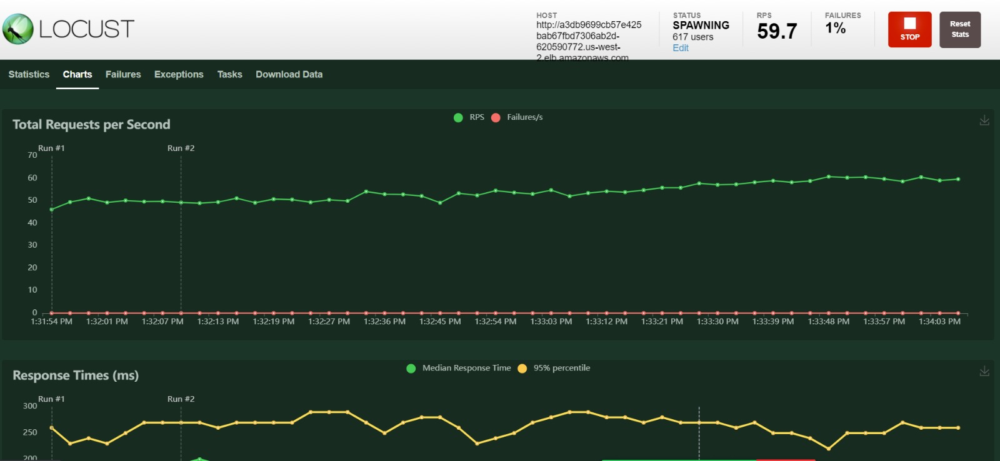 LOCUST
HOST
http://a3db9699cb57e425
bab67fbd7306ab2d-
620590772.us-west-
2.elb.amazonaws.com
STATUS
SPAWNING
617 users
Edit
RPS
59.7
FAILURES
1%
STOP
Reset
Stats
Statistics Charts Failures Exceptions Tasks Download Data
Total Requests per Second
RPS Failures/s
Run #1 Run #2
70
60
50
40
30
20
10
0
1:31:54 PM 1:32:01 PM 1:32:07 PM 1:32:13 PM 1:32:19 PM 1:32:27 PM 1:32:36 PM 1:32:45 PM 1:32:54 PM 1:33:03 PM 1:33:12 PM 1:33:21 PM 1:33:30 PM 1:33:39 PM 1:33:48 PM 1:33:57 PM 1:34:03 PM
Response Times (ms)
Median Response Time 95% percentile
Run #1 Run #2
300
250
200